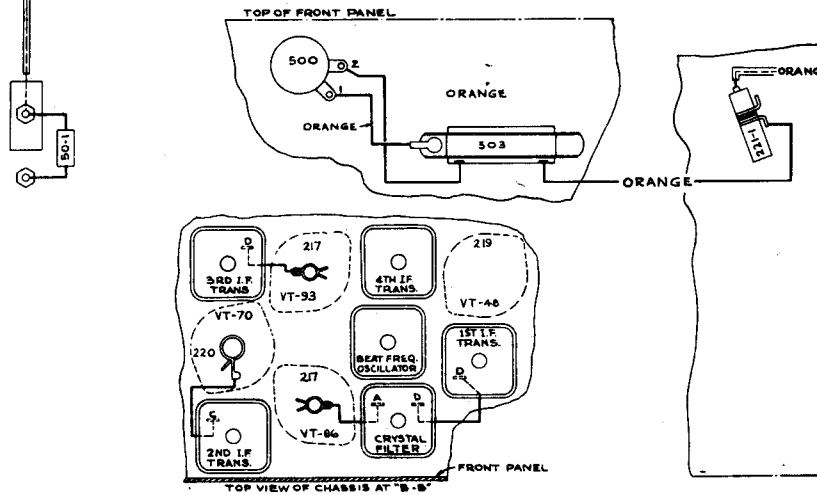 TOP OF FRONT PANEL
500
2
1
ORANGE
ORANGE
503
ORANGE
221-1
ORANGE
50-1
D
3RD I.F.
TRANS
217
VT-93
4TH I.F.
TRANS.
219
VT-48
VT-70
220
BEAT FREQ.
OSCILLATOR
1ST I.F.
TRANS.
D
217
VT-86
A
D
CRYSTAL
FILTER
C
2ND I.F
TRANS.
FRONT PANEL
TOP VIEW OF CHASSIS AT "B-B"